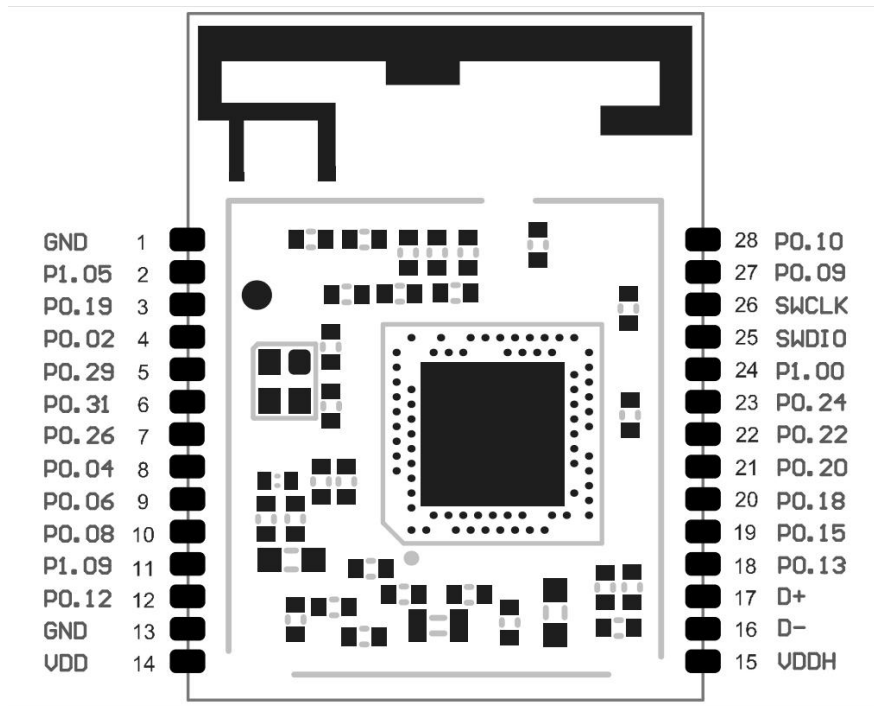 GND 1 28 P0.10
P1.05 2 27 P0.09
P0.19 3 26 SWCLK
P0.02 4 25 SWDIO
P0.29 5 24 P1.00
P0.31 6 23 P0.24
P0.26 7 22 P0.22
P0.04 8 21 P0.20
P0.06 9 20 P0.18
P0.08 10 19 P0.15
P1.09 11 18 P0.13
P0.12 12 17 D+
GND 13 16 D-
VDD 14 15 VDDH